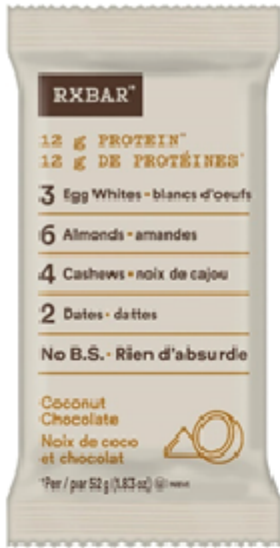 RXBAR
12 g PROTEIN*
12 g DE PROTÉINES*
3 Egg Whites • blancs d'oeufs
6 Almonds • amandes
4 Cashews • noix de cajou
2 Dates • dattes
No B.S. • Rien d'absurde
Coconut
Chocolate
Noix de coco
et chocolat
*Per / par 52 g (1.83 oz)